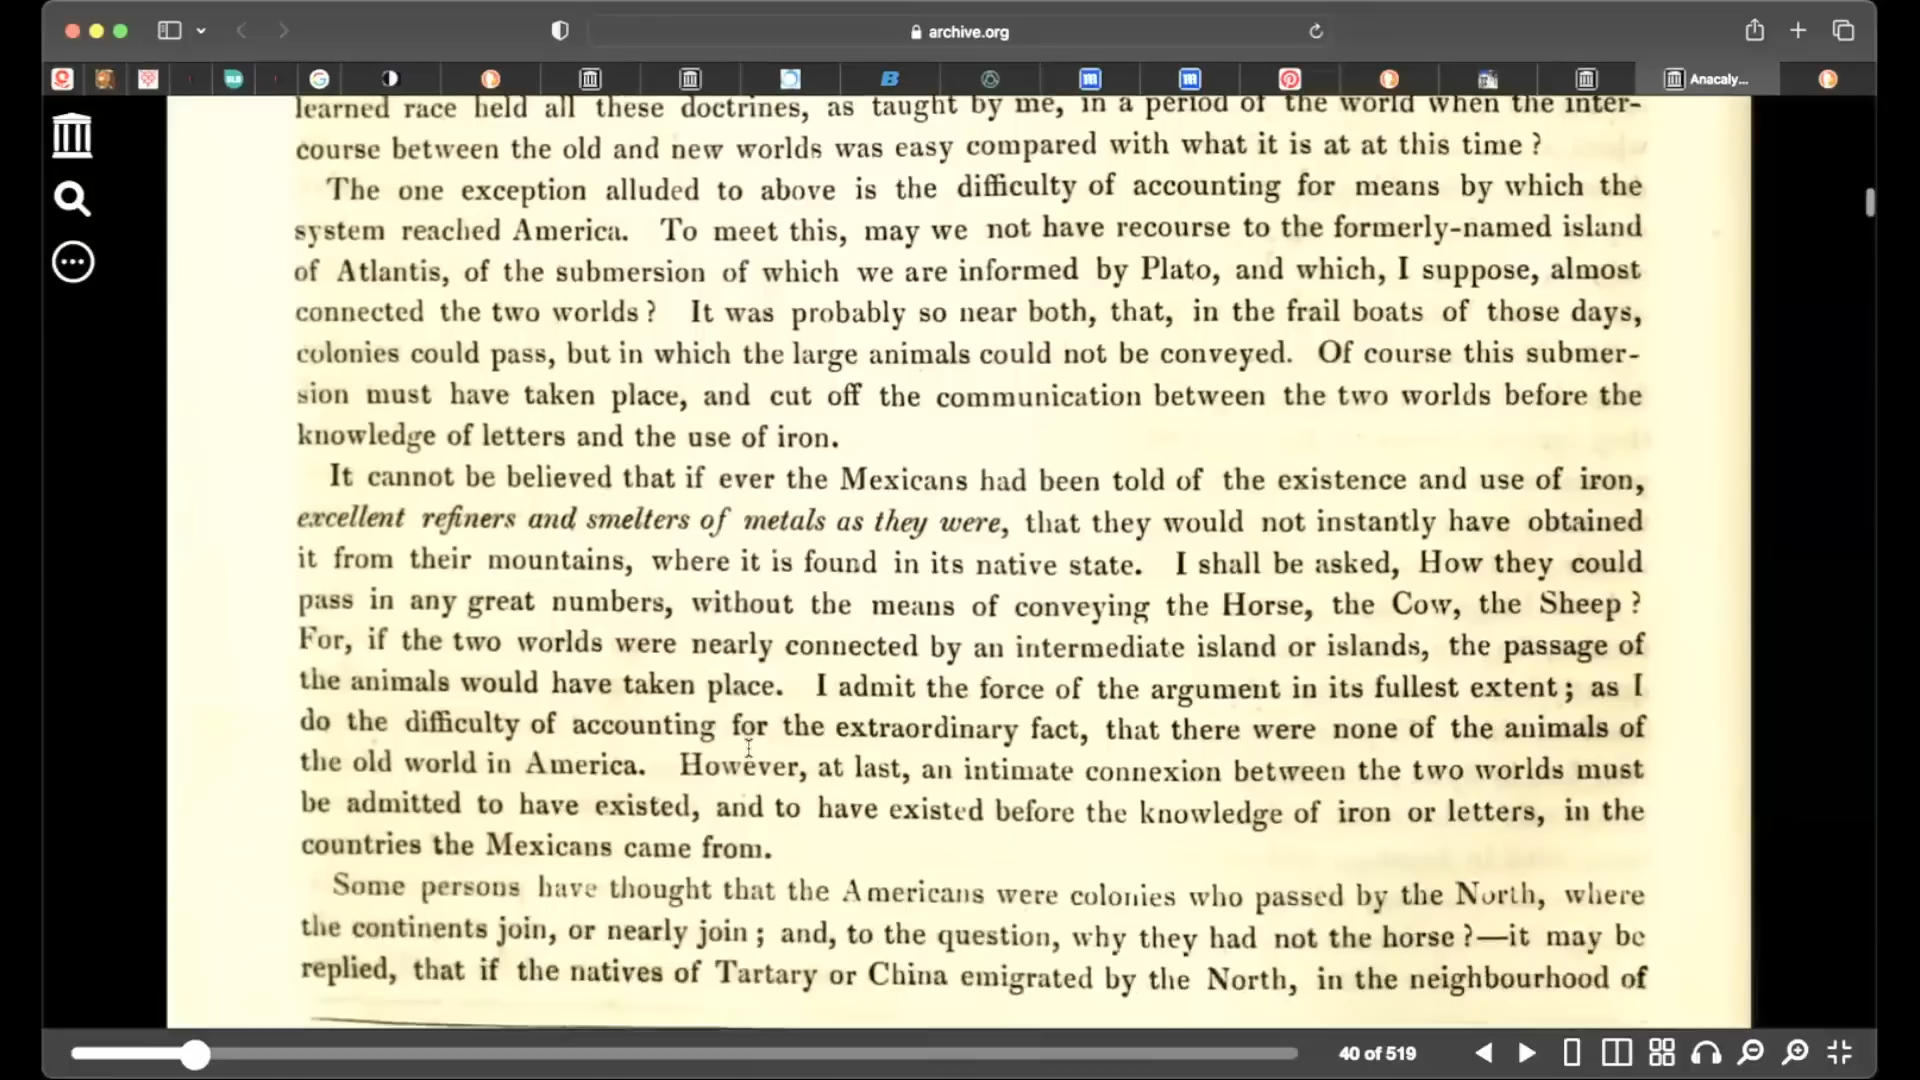 archive.org
BLB
m
m
Anacaly...
learned race held all these doctrines, as taught by me, in a period of the world when the inter-
course between the old and new worlds was easy compared with what it is at at this time ?
The one exception alluded to above is the difficulty of accounting for means by which the
system reached America. To meet this, may we not have recourse to the formerly-named island
of Atlantis, of the submersion of which we are informed by Plato, and which, I suppose, almost
connected the two worlds ? It was probably so near both, that, in the frail boats of those days,
colonies could pass, but in which the large animals could not be conveyed. Of course this submer-
sion must have taken place, and cut off the communication between the two worlds before the
knowledge of letters and the use of iron.
It cannot be believed that if ever the Mexicans had been told of the existence and use of iron,
excellent refiners and smelters of metals as they were, that they would not instantly have obtained
it from their mountains, where it is found in its native state. I shall be asked, How they could
pass in any great numbers, without the means of conveying the Horse, the Cow, the Sheep ?
For, if the two worlds were nearly connected by an intermediate island or islands, the passage of
the animals would have taken place. I admit the force of the argument in its fullest extent ; as I
do the difficulty of accounting for the extraordinary fact, that there were none of the animals of
the old world in America. However, at last, an intimate connexion between the two worlds must
be admitted to have existed, and to have existed before the knowledge of iron or letters, in the
countries the Mexicans came from.
Some persons have thought that the Americans were colonies who passed by the North, where
the continents join, or nearly join ; and, to the question, why they had not the horse ?—it may be
replied, that if the natives of Tartary or China emigrated by the North, in the neighbourhood of
40 of 519